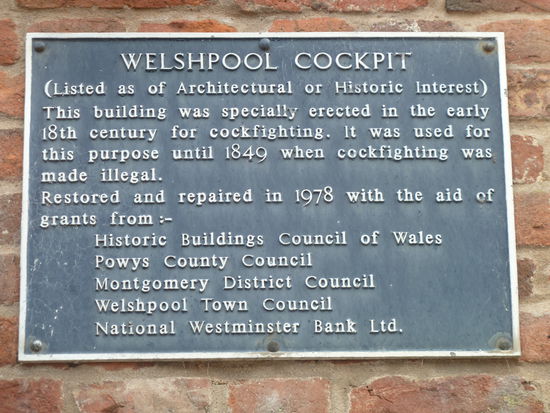 WELSHPOOL COCKPIT
(Listed as of Architectural or Historic Interest)
This building was specially erected in the early
18th century for cockfighting. It was used for
this purpose until 1849 when cockfighting was
made illegal.
Restored and repaired in 1978 with the aid of
grants from :-
Historic Buildings Council of Wales
Powys County Council
Montgomery District Council
Welshpool Town Council
National Westminster Bank Ltd.